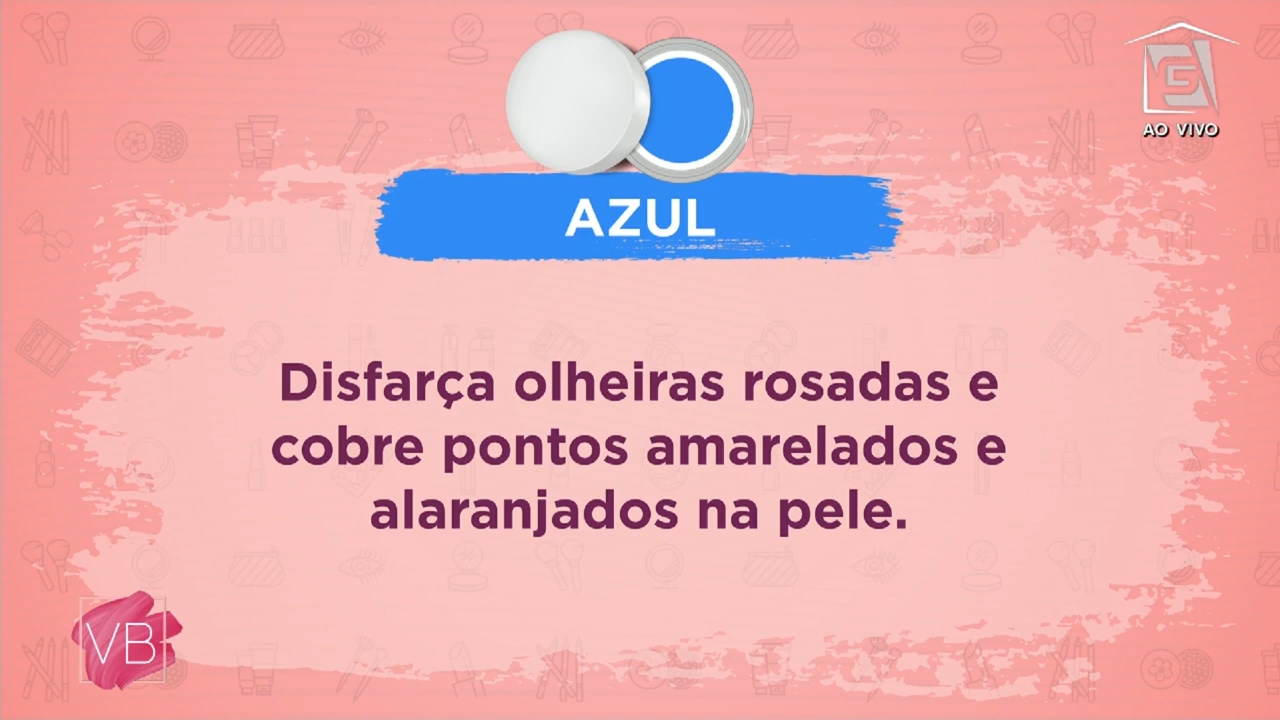 AO VIVO
AZUL
Disfarça olheiras rosadas e
cobre pontos amarelados e
alaranjados na pele.
VB